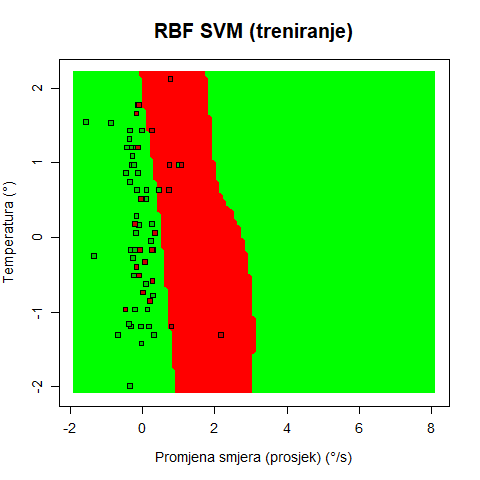 RBF SVM (treniranje)
2
1
0
-1
-2
Temperatura (°)
-2 0 2 4 6 8
Promjena smjera (prosjek) (°/s)